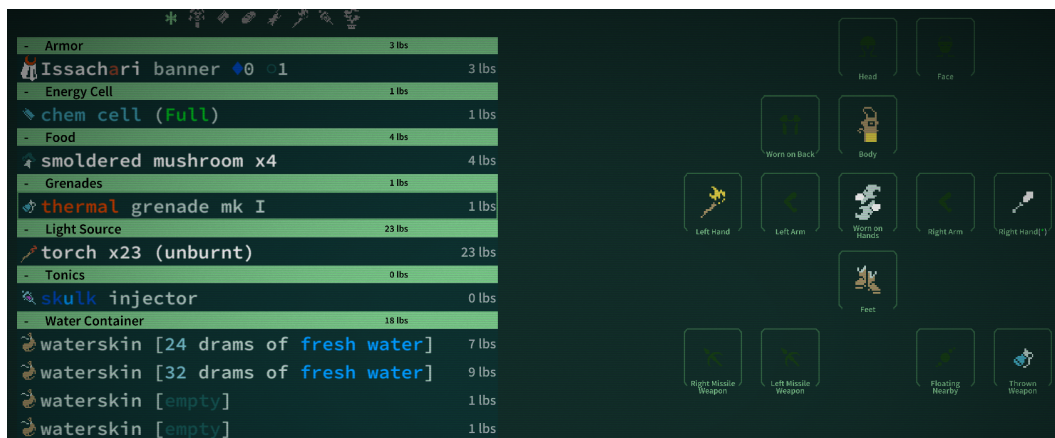 - Armor 3 lbs
Issachari banner ♦0 ○1 3 lbs
- Energy Cell 1 lbs
chem cell (Full) 1 lbs
- Food 4 lbs
smoldered mushroom x4 4 lbs
- Grenades 1 lbs
thermal grenade mk I 1 lbs
- Light Source 23 lbs
torch x23 (unburnt) 23 lbs
- Tonics 0 lbs
skulk injector 0 lbs
- Water Container 18 lbs
waterskin [24 drams of fresh water] 7 lbs
waterskin [32 drams of fresh water] 9 lbs
waterskin [empty] 1 lbs
waterskin [empty] 1 lbs
Head Face
Worn on Back Body
Left Hand Left Arm Worn on Hands Right Arm Right Hand(*)
Feet
Right Missile Weapon Left Missile Weapon Floating Nearby Thrown Weapon